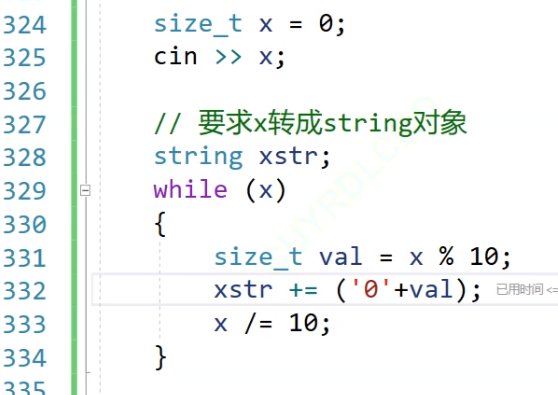 324 size_t x = 0;
325 cin >> x;
326
327 // 要求x转成string对象
328 string xstr;
329 while (x)
330 {
331 size_t val = x % 10;
332 xstr += ('0'+val); 已用时间 <=
333 x /= 10;
334 }
335